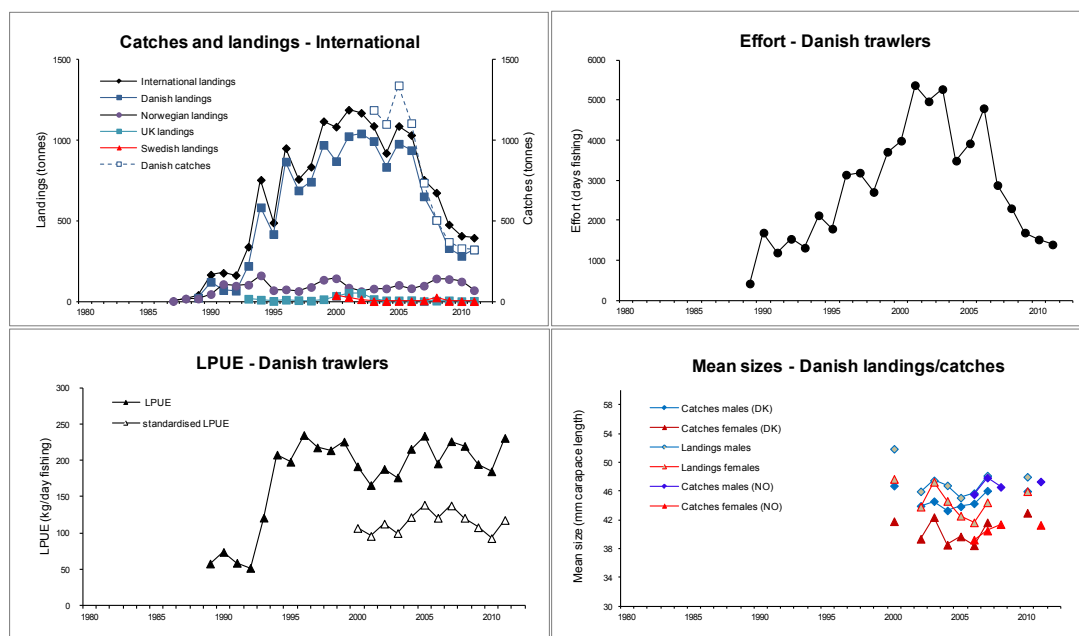 Catches and landings - International
1500
1000
500
0
Landings (tonnes)
International landings
Danish landings
Norwegian landings
UK landings
Swedish landings
Danish catches
1500
1000
500
0
Catches (tonnes)
1980 1985 1990 1995 2000 2005 2010
Effort - Danish trawlers
6000
5000
4000
3000
2000
1000
0
Effort (days fishing)
1980 1985 1990 1995 2000 2005 2010
LPUE - Danish trawlers
300
250
200
150
100
50
0
LPUE (kg/day fishing)
LPUE
standardised LPUE
1980 1985 1990 1995 2000 2005 2010
Mean sizes - Danish landings/catches
58
54
50
46
42
38
34
30
Mean size (mm carapace length)
Catches males (DK)
Catches females (DK)
Landings males
Landings females
Catches males (NO)
Catches females (NO)
1980 1985 1990 1995 2000 2005 2010